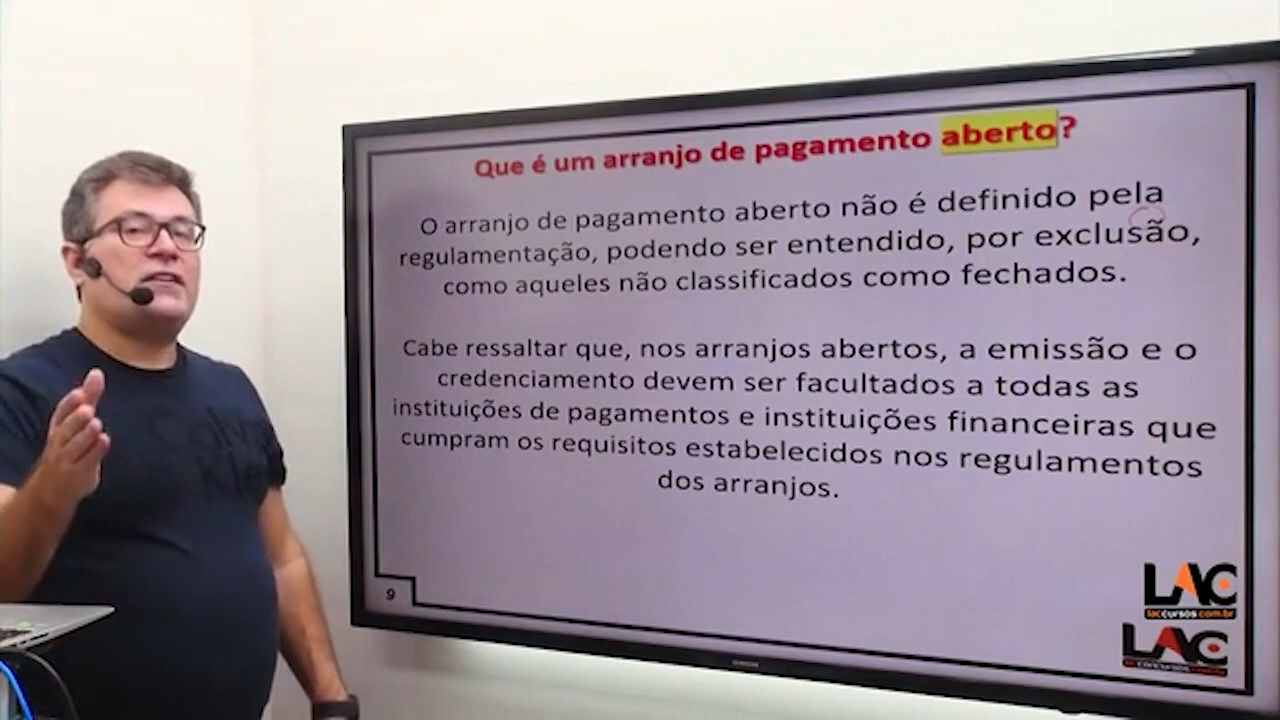 Que é um arranjo de pagamento aberto?
O arranjo de pagamento aberto não é definido pela
regulamentação, podendo ser entendido, por exclusão,
como aqueles não classificados como fechados.
Cabe ressaltar que, nos arranjos abertos, a emissão e o
credenciamento devem ser facultados a todas as
instituições de pagamentos e instituições financeiras que
cumpram os requisitos estabelecidos nos regulamentos
dos arranjos.
9
LAC
laccursos.com.br
LAC
Calvin
Klein